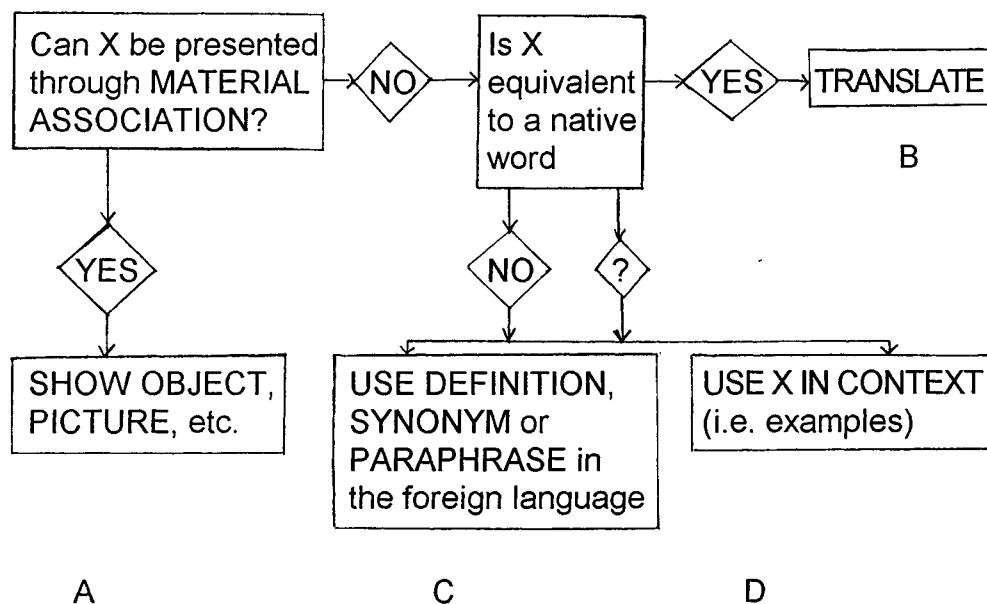 Can X be presented
through MATERIAL
ASSOCIATION?
NO
Is X
equivalent
to a native
word
YES
TRANSLATE
B
YES
NO
?
SHOW OBJECT,
PICTURE, etc.
USE DEFINITION,
SYNONYM or
PARAPHRASE in
the foreign language
USE X IN CONTEXT
(i.e. examples)
A
C
D